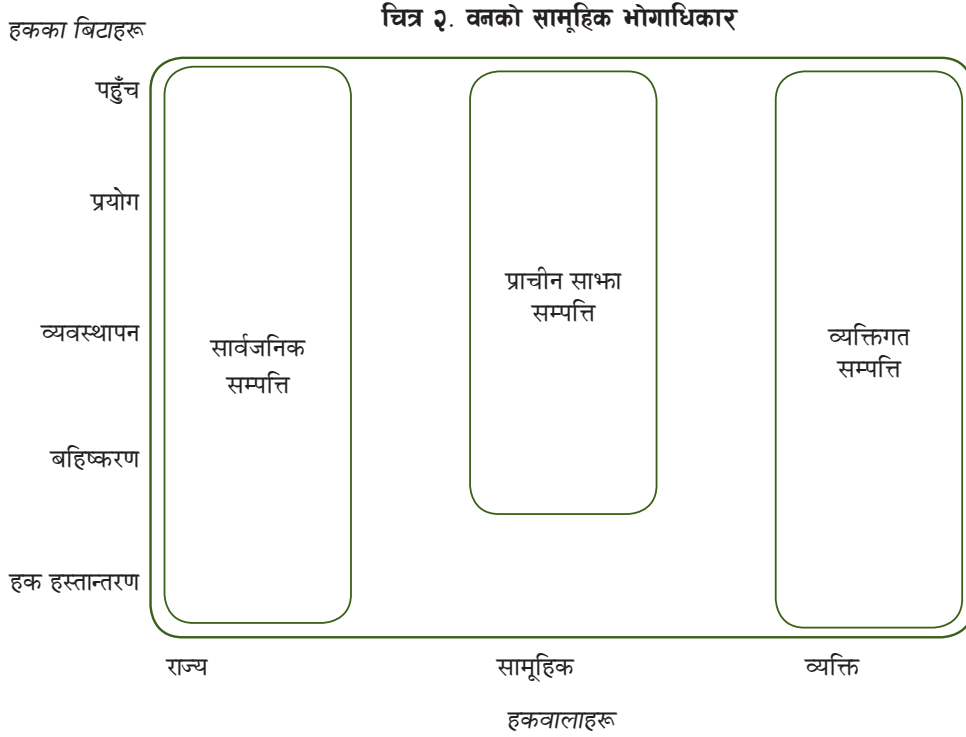 चित्र २. वनको सामूहिक भोगाधिकार
हकका बिटाहरू
पहुँच
प्रयोग
व्यवस्थापन
बहिष्करण
हक हस्तान्तरण
सार्वजनिक
सम्पत्ति
प्राचीन साझा
सम्पत्ति
व्यक्तिगत
सम्पत्ति
राज्य
सामूहिक
व्यक्ति
हकवालाहरू